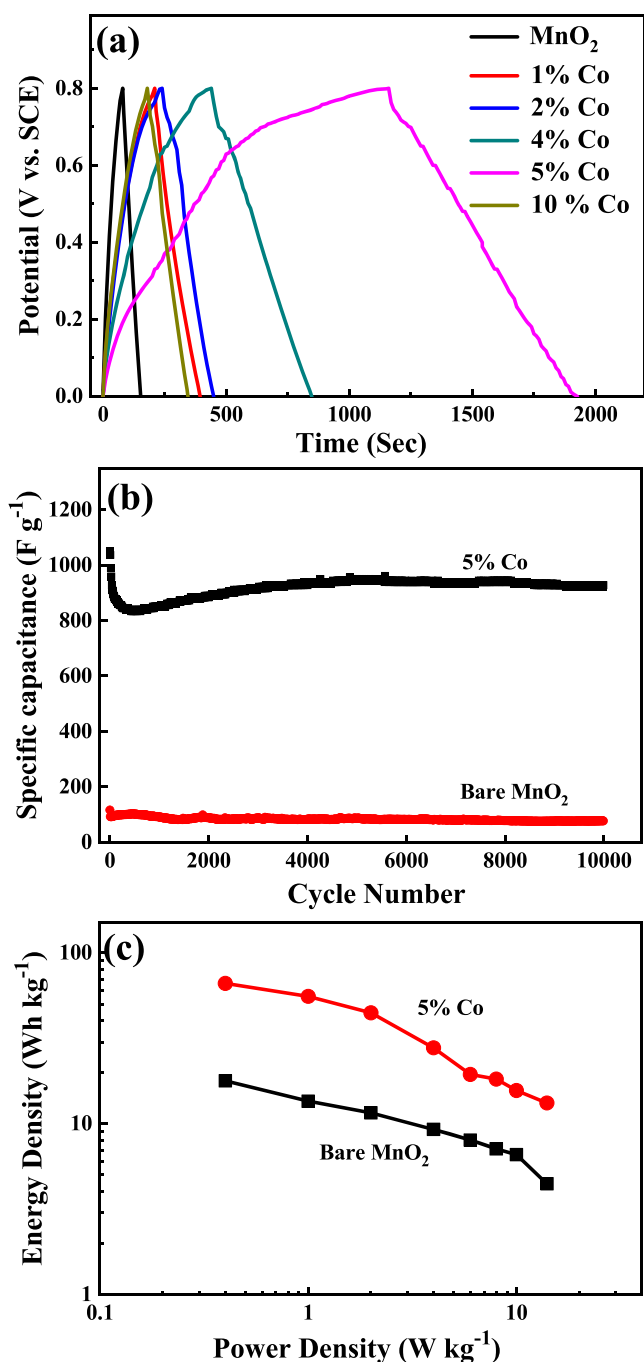 (a)
MnO₂
1% Co
2% Co
4% Co
5% Co
10 % Co
Potential (V vs. SCE)
0.8
0.6
0.4
0.2
0.0
0 500 1000 1500 2000
Time (Sec)
(b)
Specific capacitance (F g⁻¹)
1200
1000
800
600
400
200
0
5% Co
Bare MnO₂
0 2000 4000 6000 8000 10000
Cycle Number
(c)
Energy Density (Wh kg⁻¹)
100
10
1
5% Co
Bare MnO₂
0.1 1 10
Power Density (W kg⁻¹)